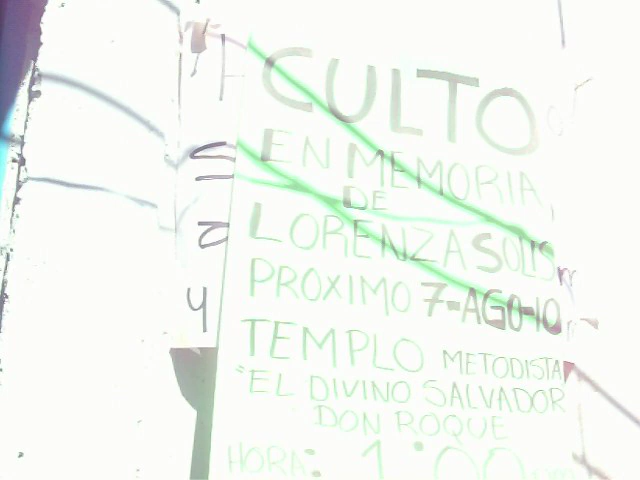 CULTO
EN MEMORIA
DE
LORENZA SOLIS
PROXIMO 7-AGO-10
TEMPLO METODISTA
"EL DIVINO SALVADOR
DON ROQUE
HORA: 1:00 pm